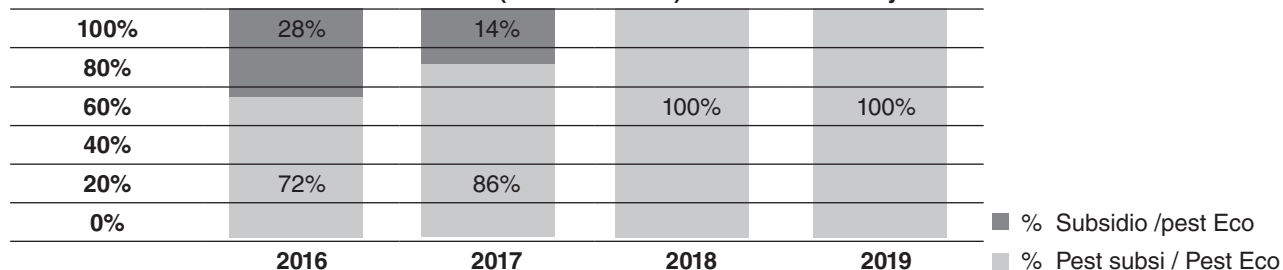 100% 28% 14%
80%
60% 100% 100%
40%
20% 72% 86%
0%
% Subsidio /pest Eco
2016 2017 2018 2019
% Pest subsi / Pest Eco